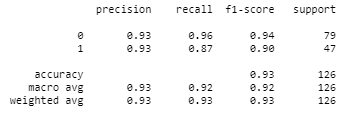 precision recall f1-score support
0 0.93 0.96 0.94 79
1 0.93 0.87 0.90 47
accuracy 0.93 126
macro avg 0.93 0.92 0.92 126
weighted avg 0.93 0.93 0.93 126